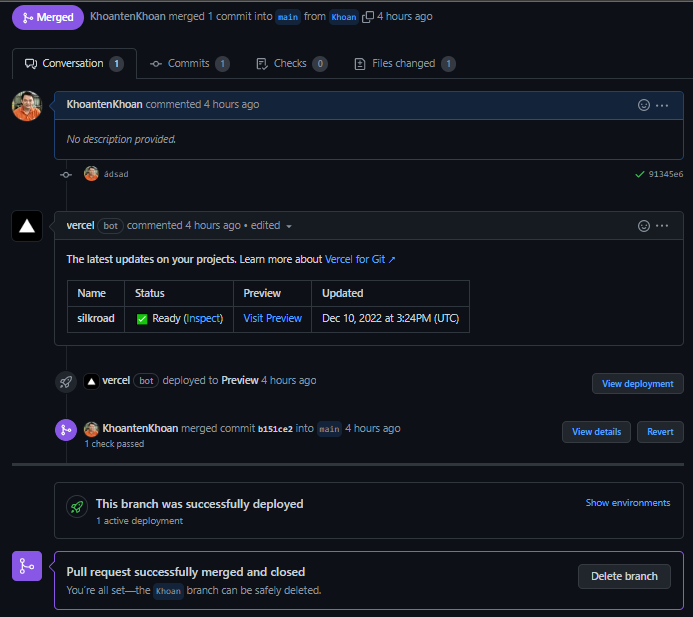 Merged KhoantenKhoan merged 1 commit into main from Khoan 4 hours ago
Conversation 1 Commits 1 Checks 0 Files changed 1
KhoantenKhoan commented 4 hours ago
No description provided.
ádsad 91345e6
vercel bot commented 4 hours ago • edited
The latest updates on your projects. Learn more about Vercel for Git ↗
Name Status Preview Updated
silkroad ✅ Ready (Inspect) Visit Preview Dec 10, 2022 at 3:24PM (UTC)
vercel bot deployed to Preview 4 hours ago View deployment
KhoantenKhoan merged commit b151ce2 into main 4 hours ago View details Revert
1 check passed
This branch was successfully deployed Show environments
1 active deployment
Pull request successfully merged and closed
You're all set—the Khoan branch can be safely deleted. Delete branch